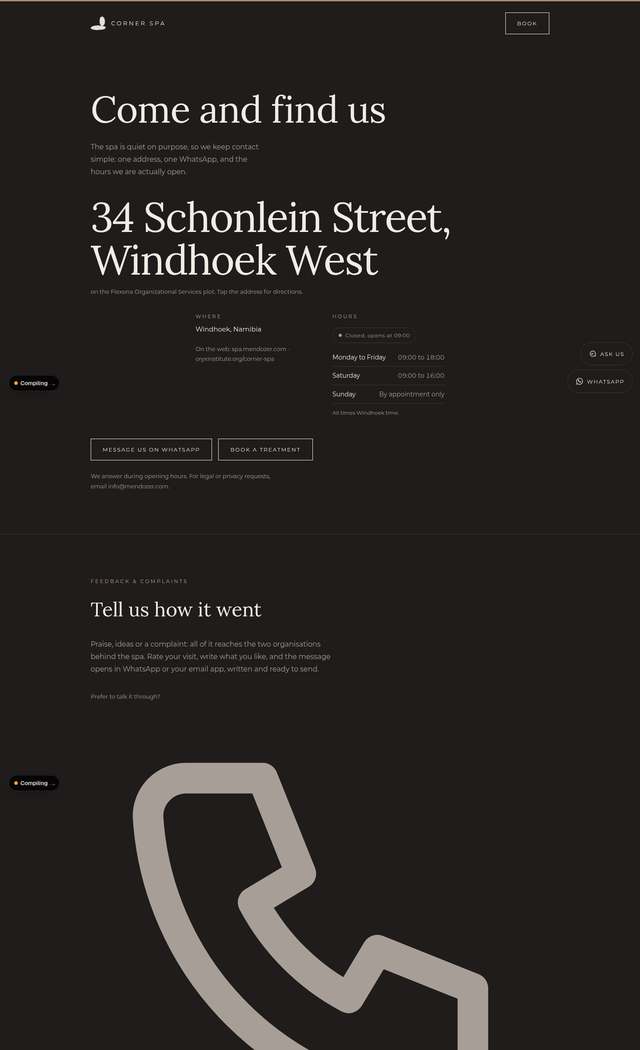 CORNER SPA
BOOK
Come and find us
The spa is quiet on purpose, so we keep contact
simple: one address, one WhatsApp, and the
hours we are actually open.
34 Schonlein Street,
Windhoek West
on the Flexoria Organizational Services plot. Tap the address for directions.
WHERE
Windhoek, Namibia
On the web: spa.mendozer.com ·
oryxinstitute.org/corner-spa
HOURS
Closed, opens at 09:00
Monday to Friday 09:00 to 18:00
Saturday 09:00 to 16:00
Sunday By appointment only
All times Windhoek time.
ASK US
WHATSAPP
Compiling ...
MESSAGE US ON WHATSAPP
BOOK A TREATMENT
We answer during opening hours. For legal or privacy requests,
email info@mendozer.com.
FEEDBACK & COMPLAINTS
Tell us how it went
Praise, ideas or a complaint: all of it reaches the two organisations
behind the spa. Rate your visit, write what you like, and the message
opens in WhatsApp or your email app, written and ready to send.
Prefer to talk it through?
Compiling ...